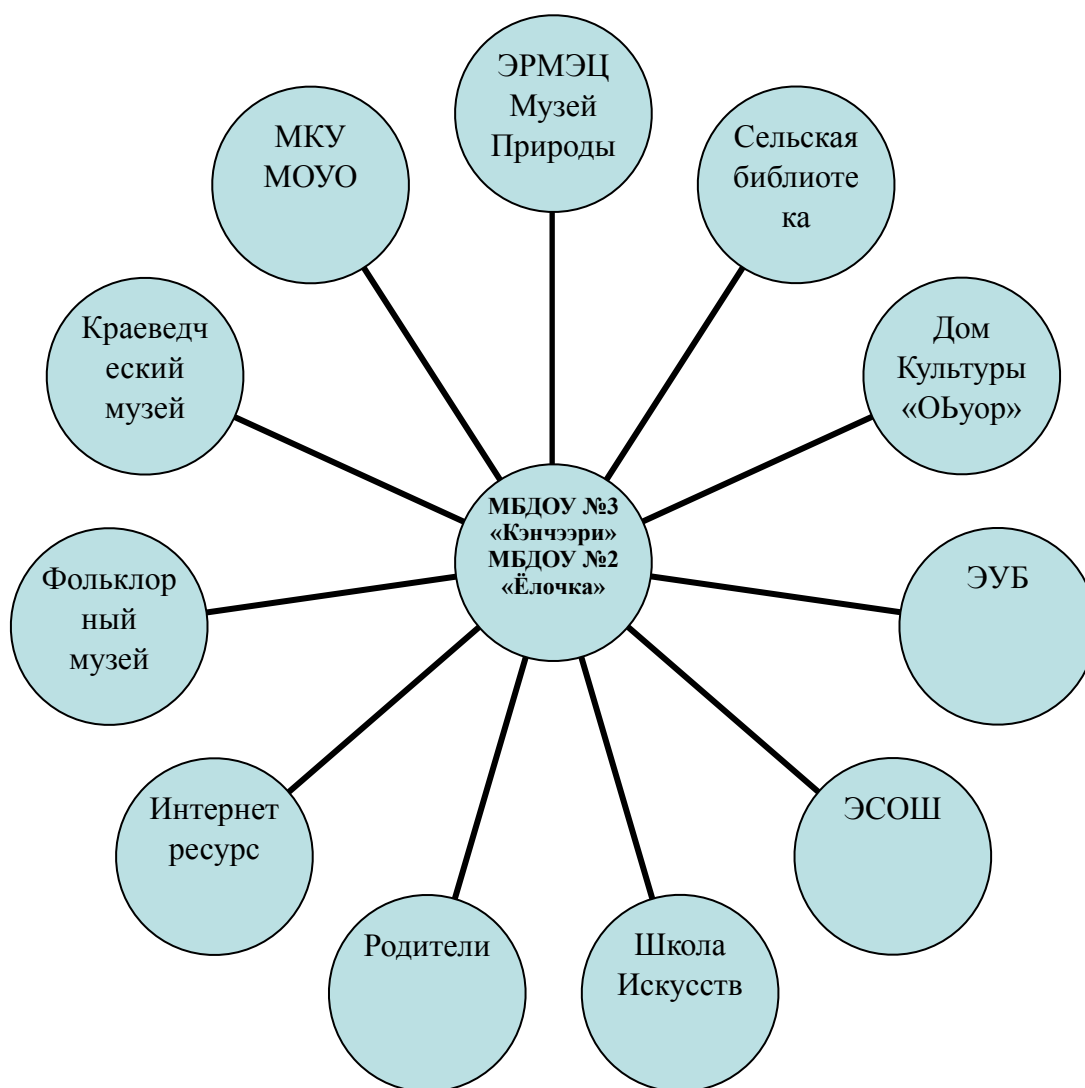 ЭРМЭЦ
Музей
Природы
МКУ
МОУО
Сельская
библиоте
ка
Краеведч
еский
музей
Дом
Культуры
«ОЬуор»
МБДОУ №3
«Кэнчээри»
МБДОУ №2
«Ёлочка»
Фольклор
ный
музей
ЭУБ
Интернет
ресурс
ЭСОШ
Родители
Школа
Искусств